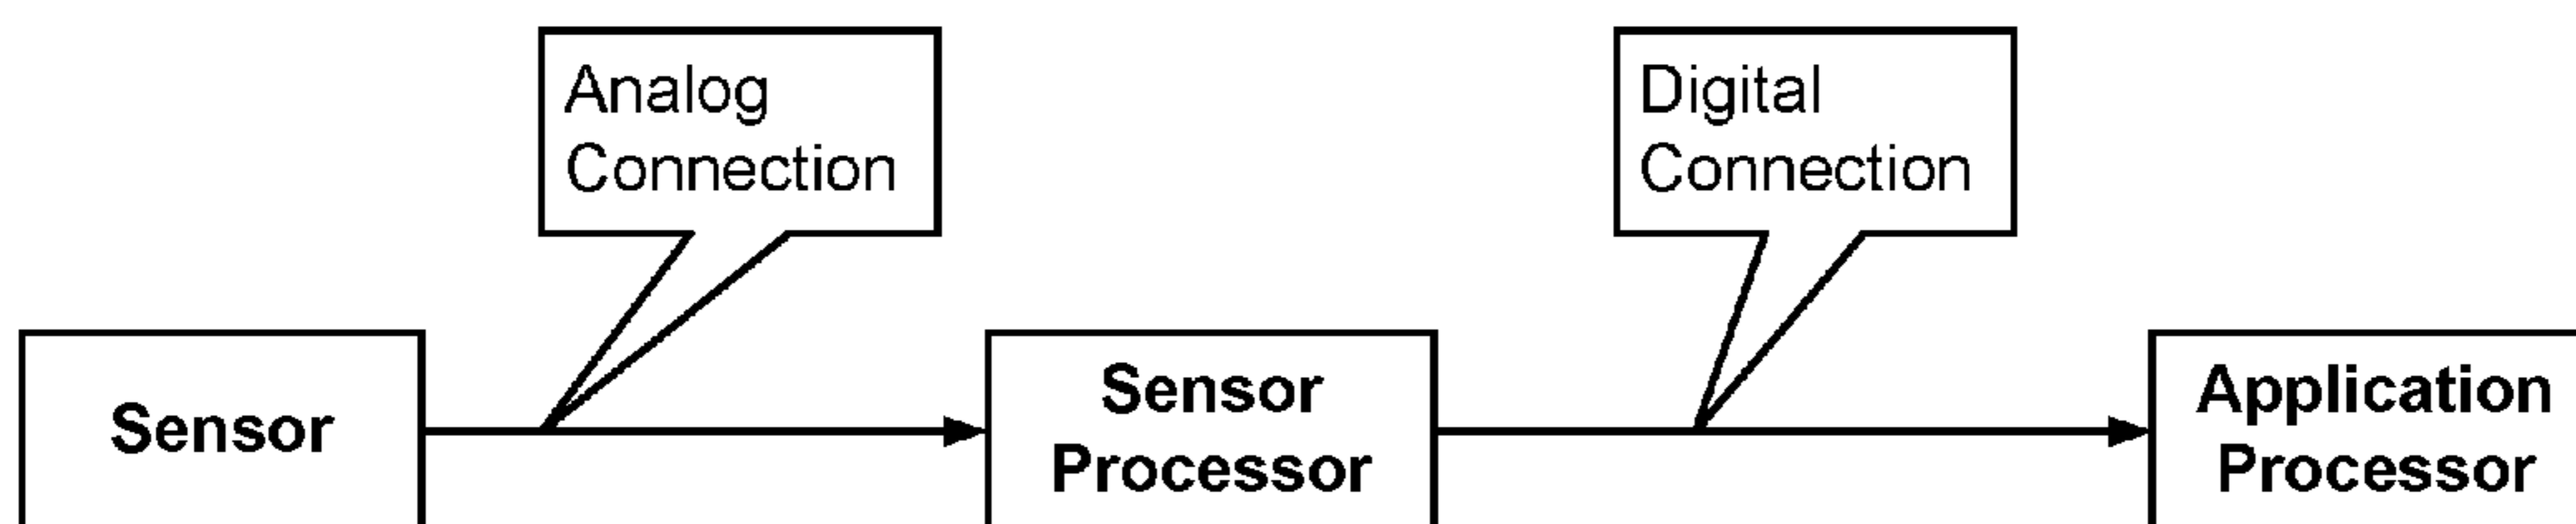 Analog
Connection
Digital
Connection
Sensor
Sensor
Processor
Application
Processor